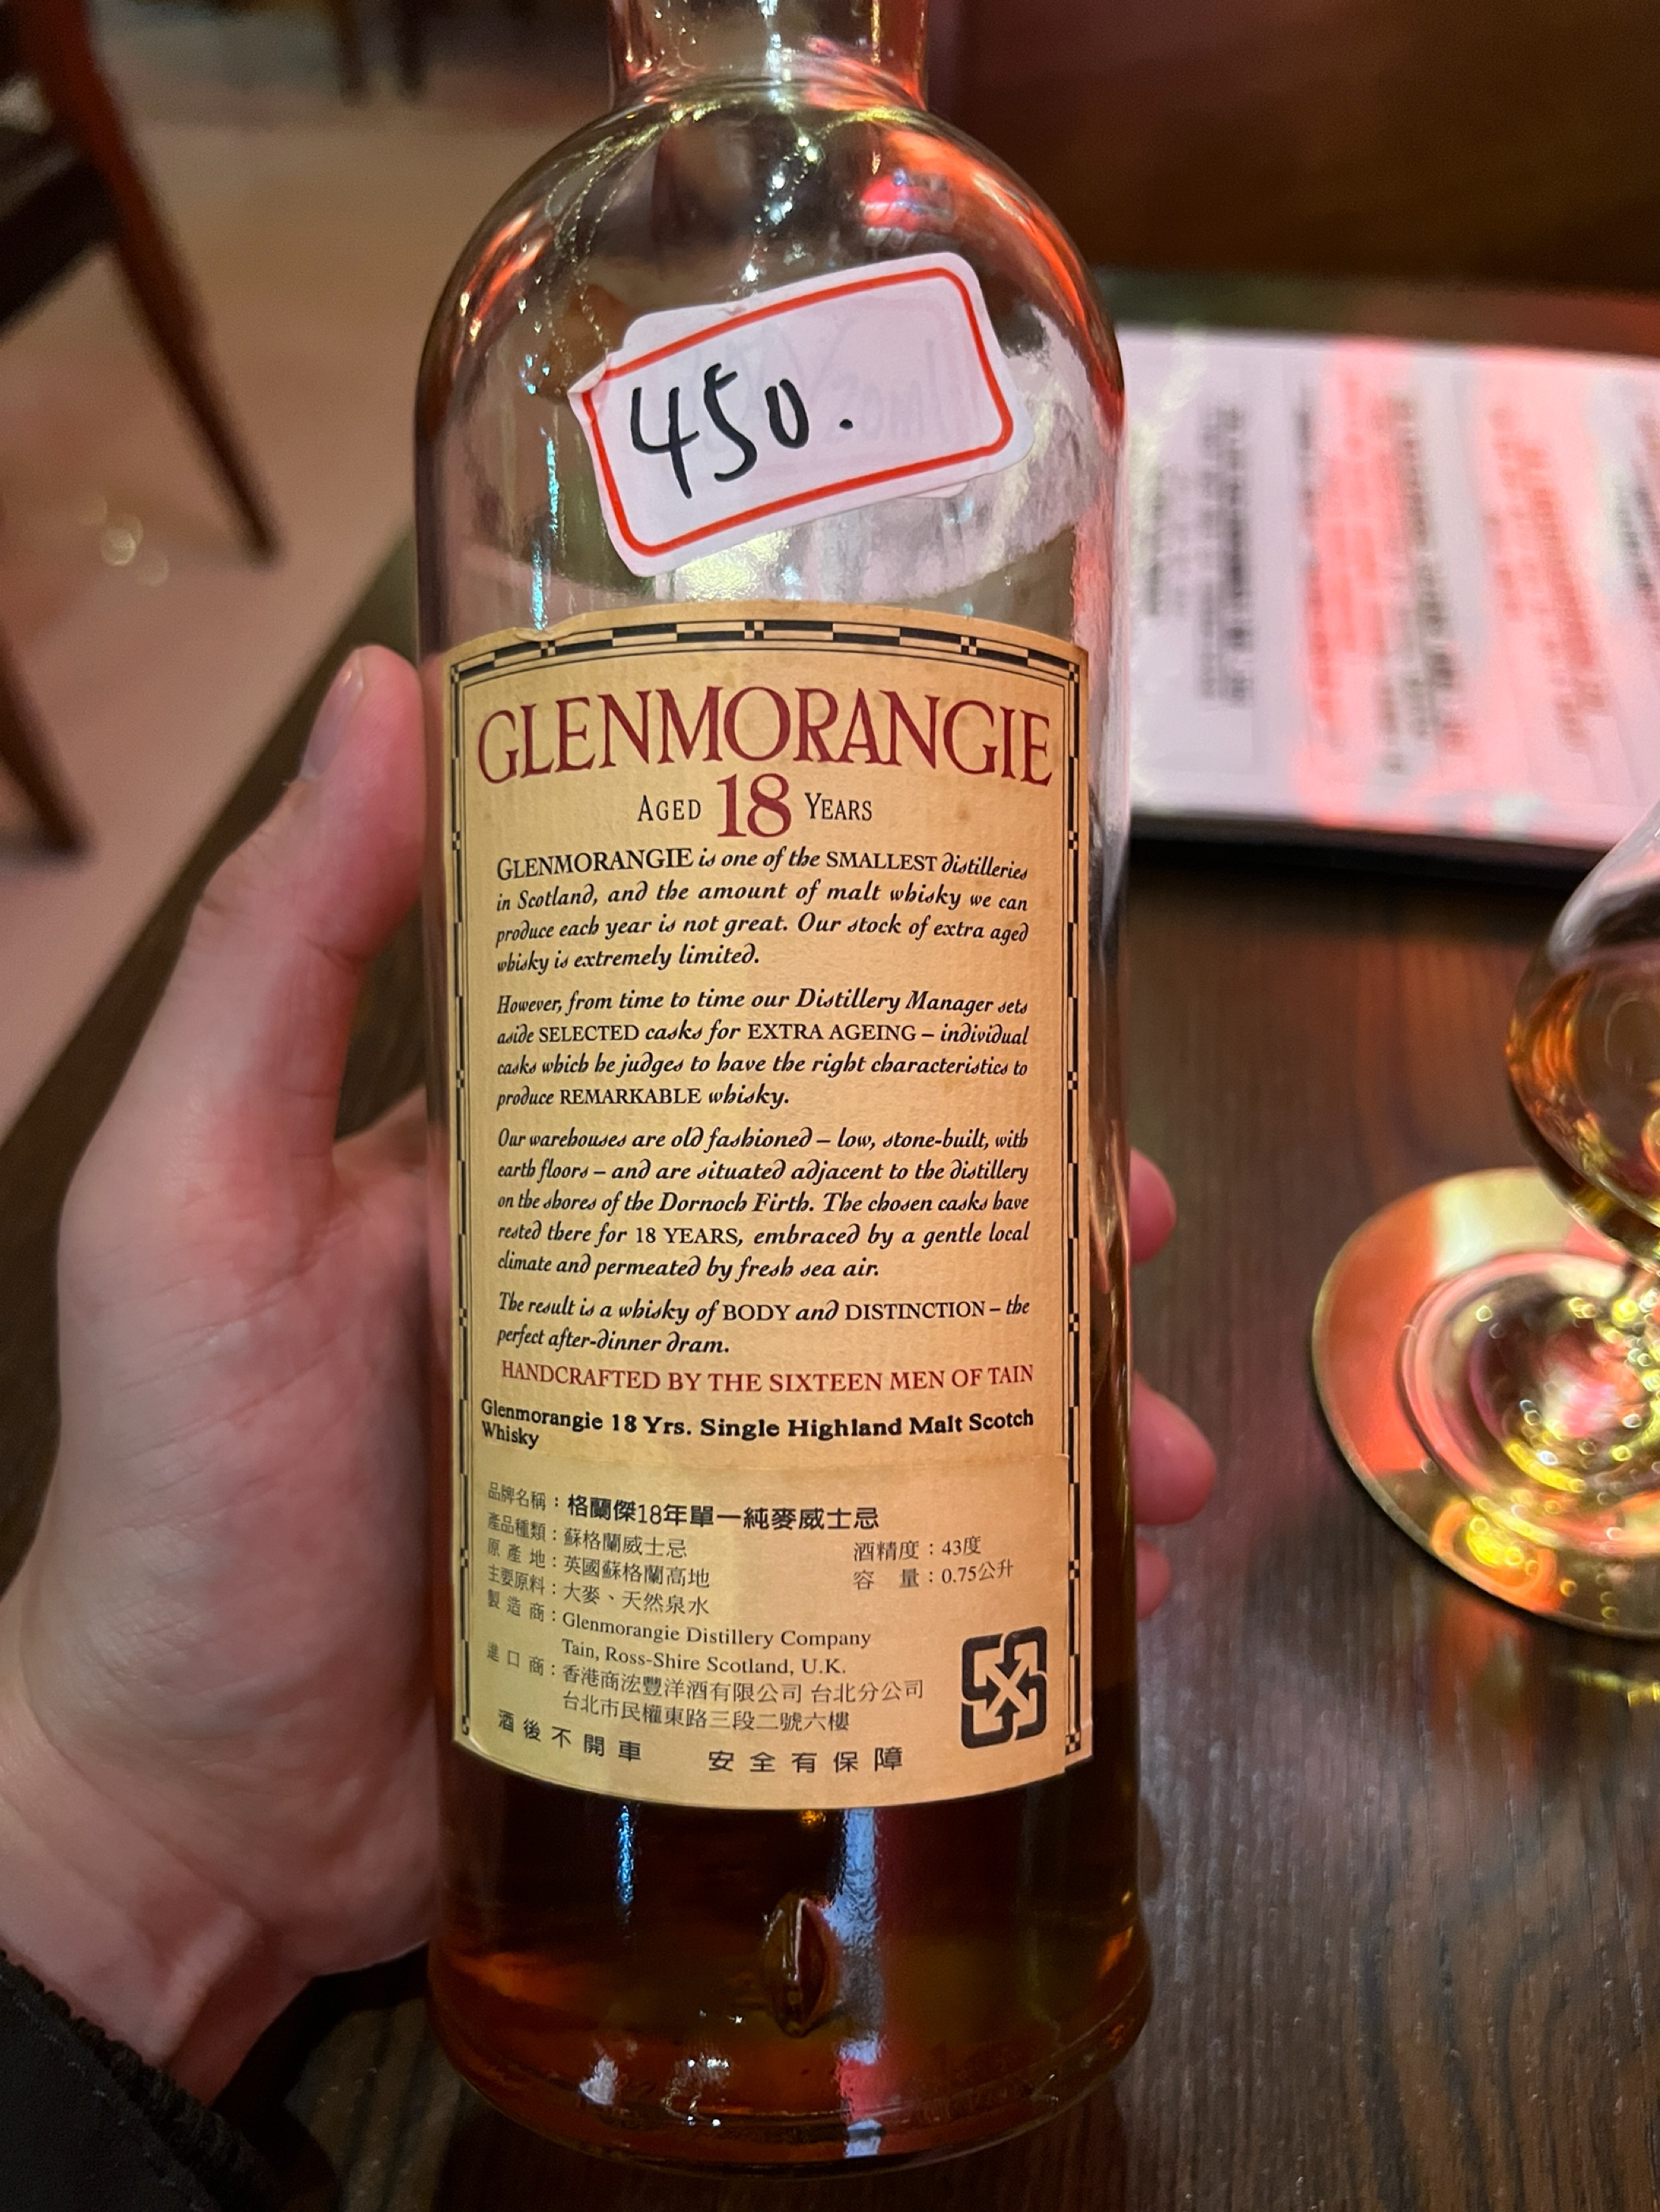 450.
GLENMORANGIE
AGED 18 YEARS
GLENMORANGIE is one of the SMALLEST distilleries
in Scotland, and the amount of malt whisky we can
produce each year is not great. Our stock of extra aged
whisky is extremely limited.
However, from time to time our Distillery Manager sets
aside SELECTED casks for EXTRA AGEING – individual
casks which he judges to have the right characteristics to
produce REMARKABLE whisky.
Our warehouses are old fashioned – low, stone-built, with
earth floors – and are situated adjacent to the distillery
on the shores of the Dornoch Firth. The chosen casks have
rested there for 18 YEARS, embraced by a gentle local
climate and permeated by fresh sea air.
The result is a whisky of BODY and DISTINCTION – the
perfect after-dinner dram.
HANDCRAFTED BY THE SIXTEEN MEN OF TAIN
Glenmorangie 18 Yrs. Single Highland Malt Scotch
Whisky
品牌名稱：格蘭傑18年單一純麥威士忌
產品種類：蘇格蘭威士忌 酒精度：43度
原產地：英國蘇格蘭高地 容量：0.75公升
主要原料：大麥、天然泉水
製造商：Glenmorangie Distillery Company
Tain, Ross-Shire Scotland, U.K.
進口商：香港商浤豐洋酒有限公司 台北分公司
台北市民權東路三段二號六樓
酒後不開車 安全有保障